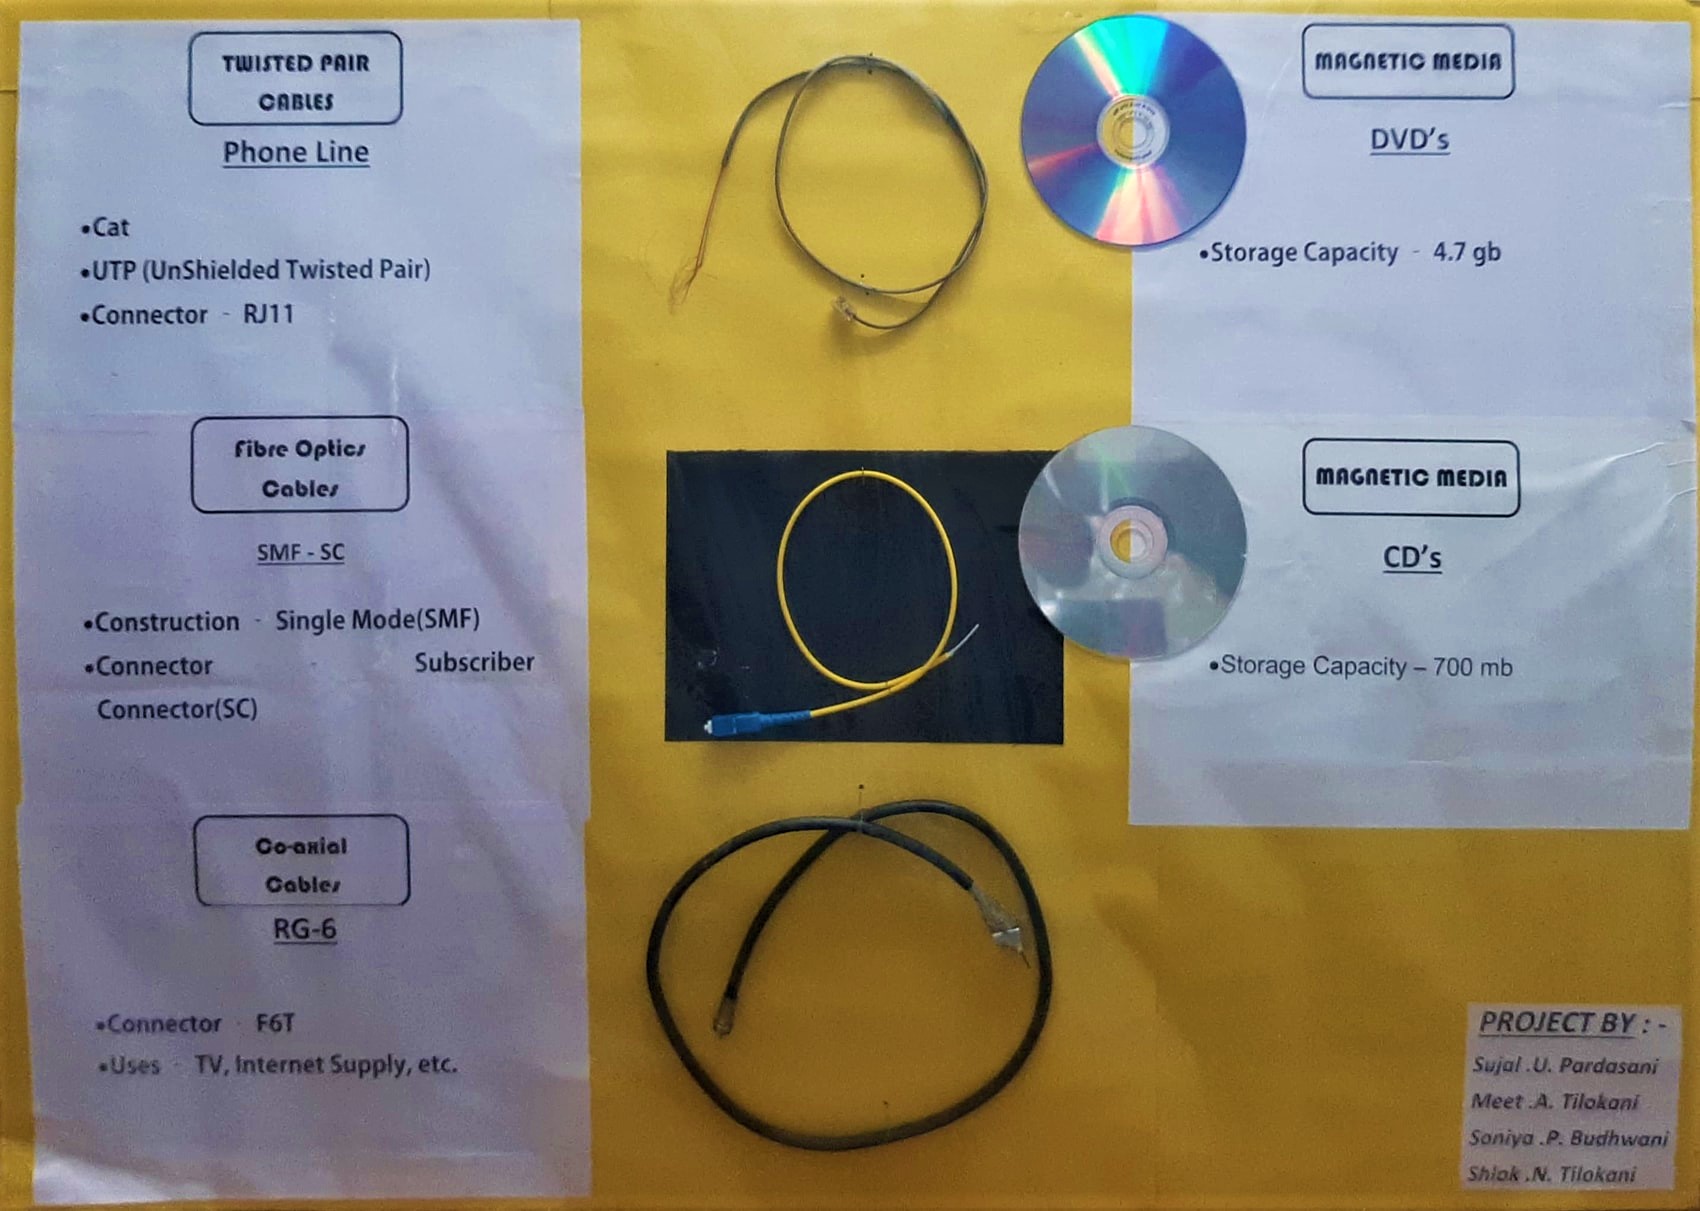 TWISTED PAIR
CABLES
Phone Line
•Cat
•UTP (UnShielded Twisted Pair)
•Connector - RJ11
Fibre Optics
Cables
SMF - SC
•Construction - Single Mode(SMF)
•Connector Subscriber
Connector(SC)
Co-axial
Cables
RG-6
•Connector - F6T
•Uses - TV, Internet Supply, etc.
MAGNETIC MEDIA
DVD's
•Storage Capacity - 4.7 gb
MAGNETIC MEDIA
CD's
•Storage Capacity – 700 mb
PROJECT BY : -
Sujal .U. Pardasani
Meet .A. Tilokani
Soniya .P. Budhwani
Shlok .N. Tilokani